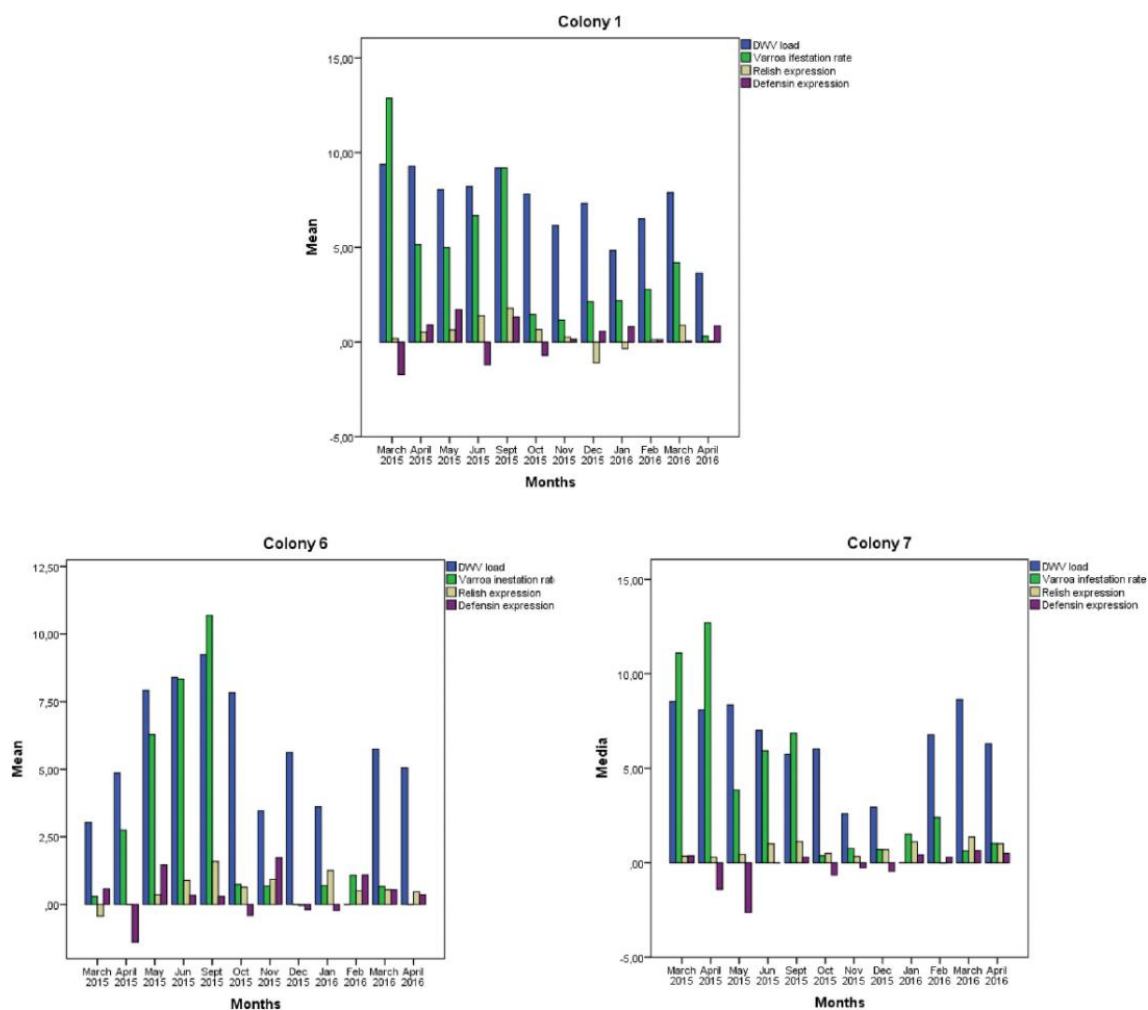 Colony 1
DWV load
Varroa ifestation rate
Relish expression
Defensin expression
15,00
10,00
5,00
,00
-5,00
Mean
March April May Jun Sept Oct Nov Dec Jan Feb March April
2015 2015 2015 2015 2015 2015 2015 2015 2016 2016 2016 2016
Months
Colony 6
DWV load
Varroa inestation rate
Relish expression
Defensin expression
12,50
10,00
7,50
5,00
2,50
,00
Mean
March April May Jun Sept Oct Nov Dec Jan Feb March April
2015 2015 2015 2015 2015 2015 2015 2015 2016 2016 2016 2016
Months
Colony 7
DWV load
Varroa infestation rate
Relish expression
Defensin expression
15,00
10,00
5,00
,00
-5,00
Media
March April May Jun Sept Oct Nov Dec Jan Feb March April
2015 2015 2015 2015 2015 2015 2015 2015 2016 2016 2016 2016
Months